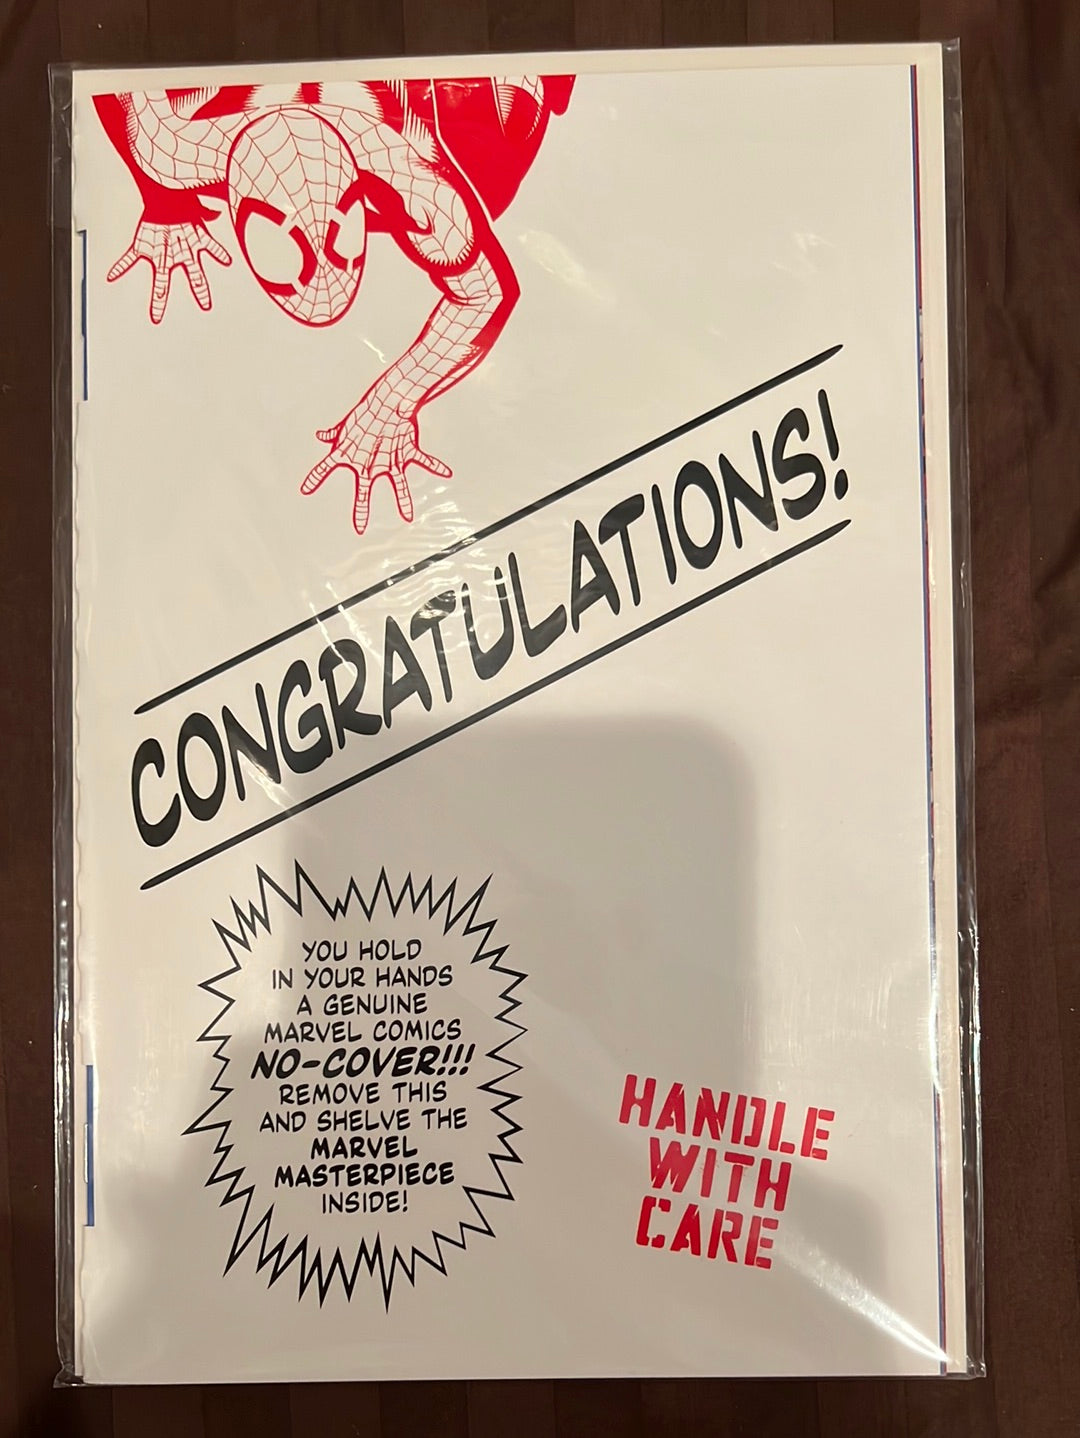 CONGRATULATIONS!
YOU HOLD
IN YOUR HANDS
A GENUINE
MARVEL COMICS
NO-COVER!!!
REMOVE THIS
AND SHELVE THE
MARVEL
MASTERPIECE
INSIDE!
HANDLE
WITH
CARE